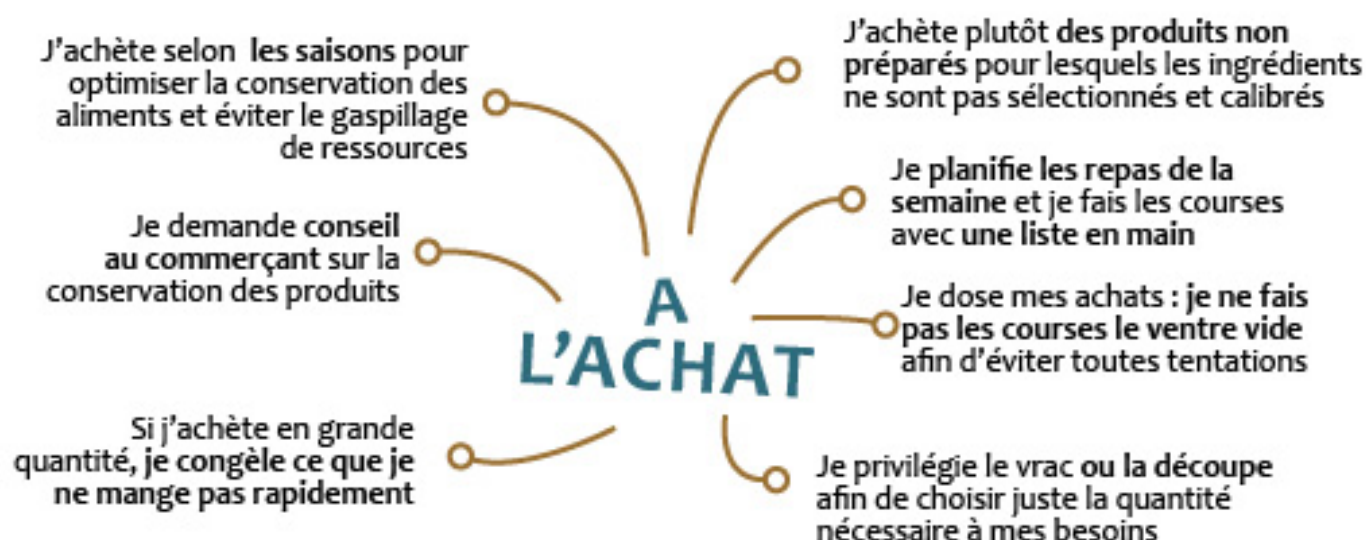 J'achète selon les saisons pour
optimiser la conservation des
aliments et éviter le gaspillage
de ressources
Je demande conseil
au commerçant sur la
conservation des produits
Si j'achète en grande
quantité, je congèle ce que je
ne mange pas rapidement
A
L'ACHAT
J'achète plutôt des produits non
préparés pour lesquels les ingrédients
ne sont pas sélectionnés et calibrés
Je planifie les repas de la
semaine et je fais les courses
avec une liste en main
Je dose mes achats : je ne fais
pas les courses le ventre vide
afin d'éviter toutes tentations
Je privilégie le vrac ou la découpe
afin de choisir juste la quantité
nécessaire à mes besoins